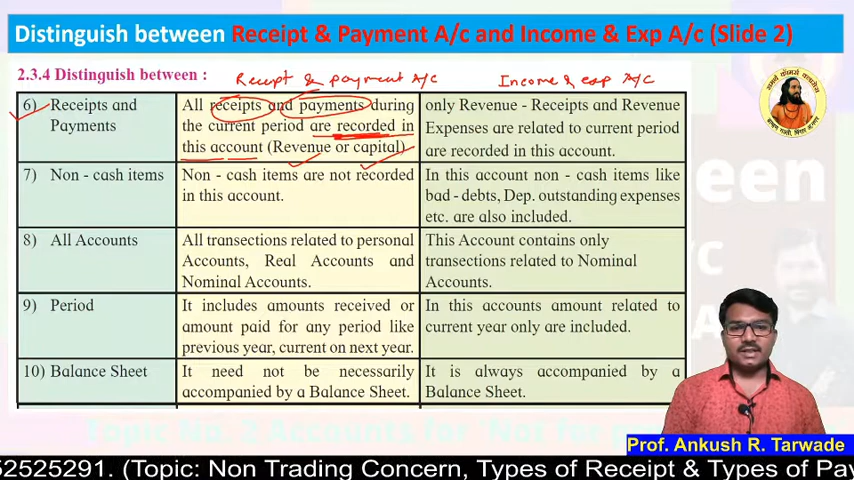 Distinguish between Receipt & Payment A/c and Income & Exp A/c (Slide 2)
2.3.4 Distinguish between :
Receipt & payment A/c
Income & exp A/c
6) Receipts and
Payments
All receipts and payments during
the current period are recorded in
this account (Revenue or capital)
only Revenue - Receipts and Revenue
Expenses are related to current period
are recorded in this account.
7) Non - cash items
Non - cash items are not recorded
in this account.
In this account non - cash items like
bad - debts, Dep. outstanding expenses
etc. are also included.
8) All Accounts
All transections related to personal
Accounts, Real Accounts and
Nominal Accounts.
This Account contains only
transections related to Nominal
Accounts.
9) Period
It includes amounts received or
amount paid for any period like
previous year, current on next year.
In this accounts amount related to
current year only are included.
10) Balance Sheet
It need not be necessarily
accompanied by a Balance Sheet.
It is always accompanied by a
Balance Sheet.
Prof. Ankush R. Tarwade
52525291. (Topic: Non Trading Concern, Types of Receipt & Types of Pay